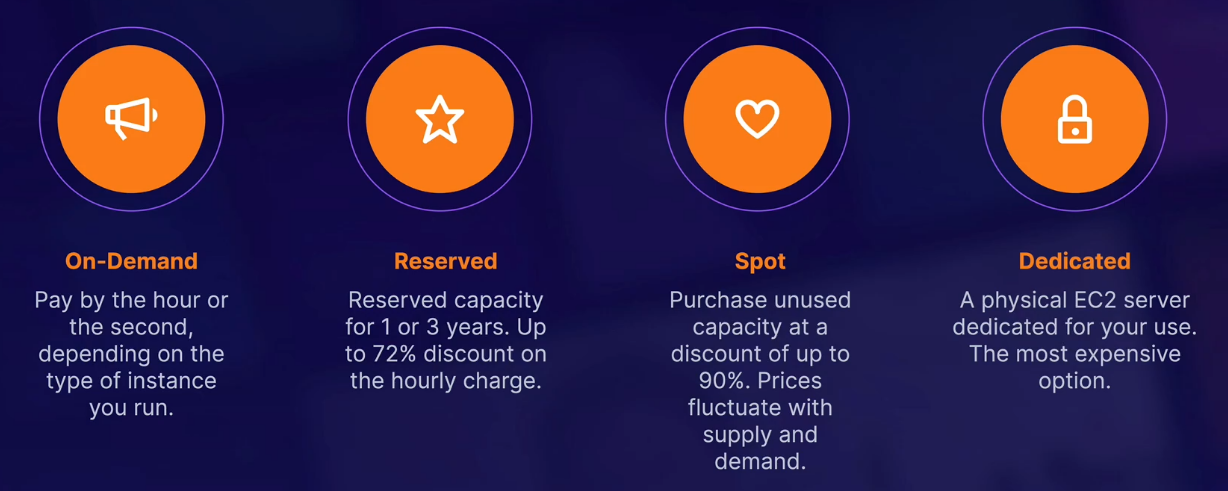 On-Demand
Pay by the hour or
the second,
depending on the
type of instance
you run.
Reserved
Reserved capacity
for 1 or 3 years. Up
to 72% discount on
the hourly charge.
Spot
Purchase unused
capacity at a
discount of up to
90%. Prices
fluctuate with
supply and
demand.
Dedicated
A physical EC2 server
dedicated for your use.
The most expensive
option.